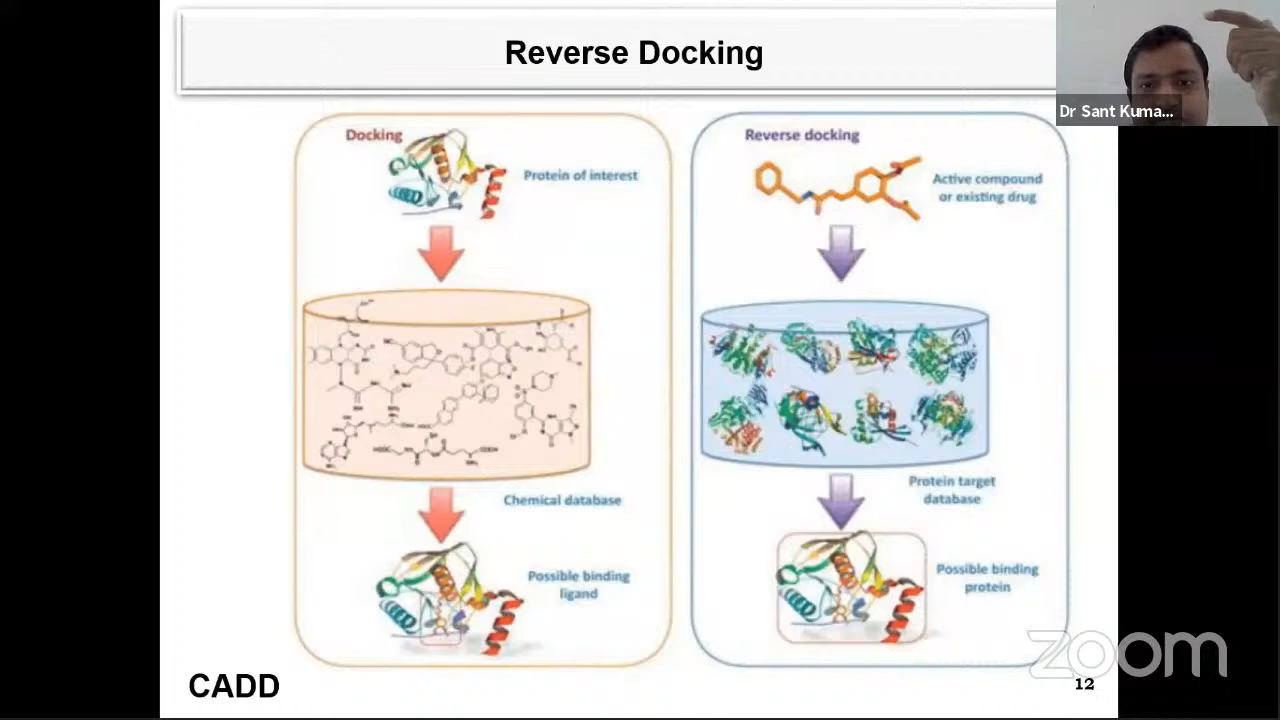 Reverse Docking
Dr Sant Kuma...
Docking
Protein of interest
Chemical database
Possible binding
ligand
Reverse docking
Active compound
or existing drug
Protein target
database
Possible binding
protein
CADD
12
zoom